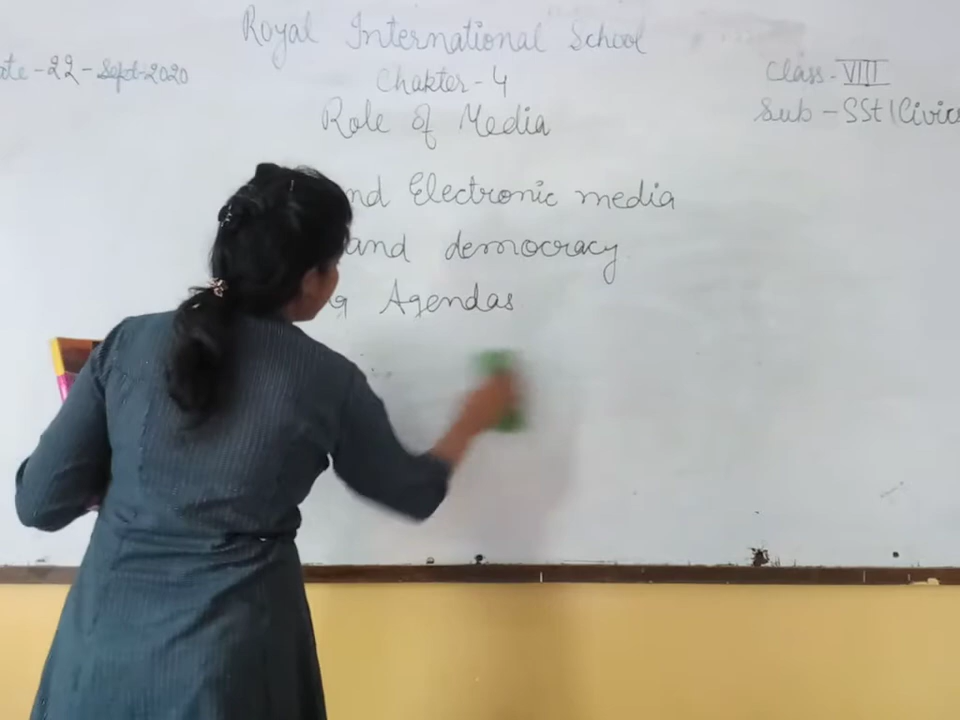 Royal International School
ate - 22 - Sept - 2020
Chapter - 4
Class - VIII
Role of Media
Sub - SSt | Civics
nd Electronic media
and democracy
g Agendas